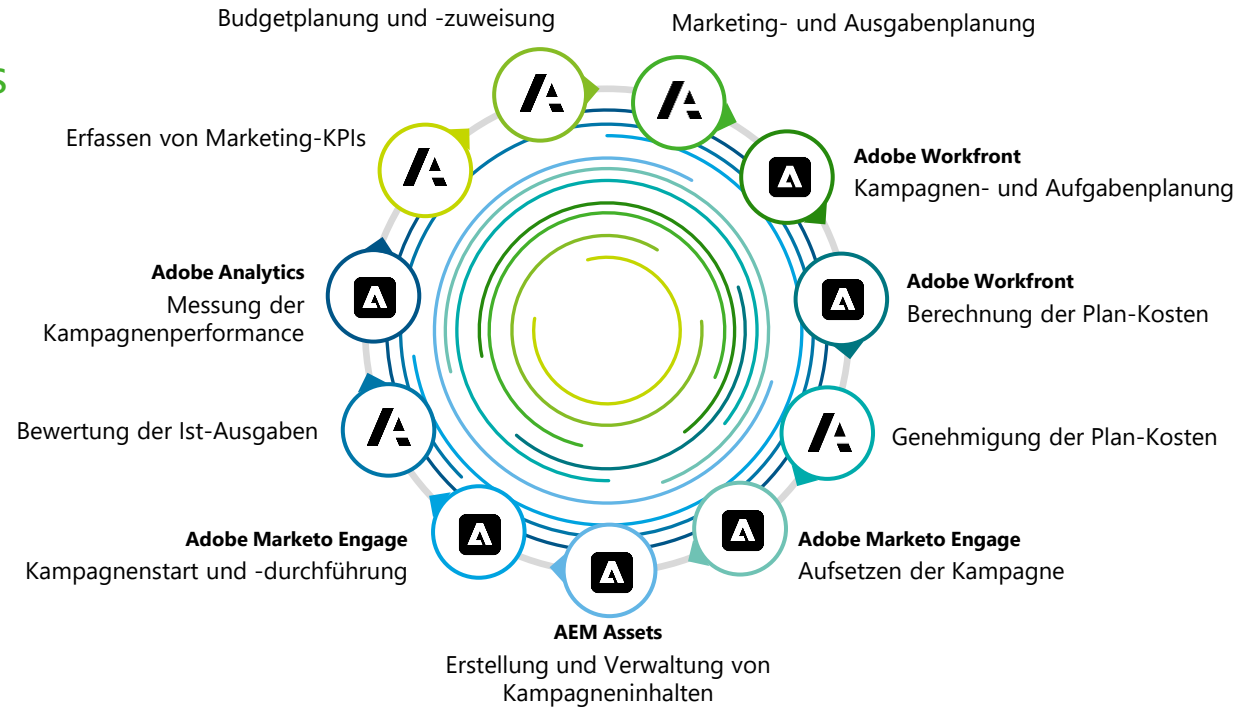 Budgetplanung und -zuweisung
Marketing- und Ausgabenplanung
s
Erfassen von Marketing-KPIs
Adobe Workfront
Kampagnen- und Aufgabenplanung
Adobe Analytics
Messung der
Kampagnenperformance
Adobe Workfront
Berechnung der Plan-Kosten
Bewertung der Ist-Ausgaben
Genehmigung der Plan-Kosten
Adobe Marketo Engage
Kampagnenstart und -durchführung
Adobe Marketo Engage
Aufsetzen der Kampagne
AEM Assets
Erstellung und Verwaltung von
Kampagneninhalten